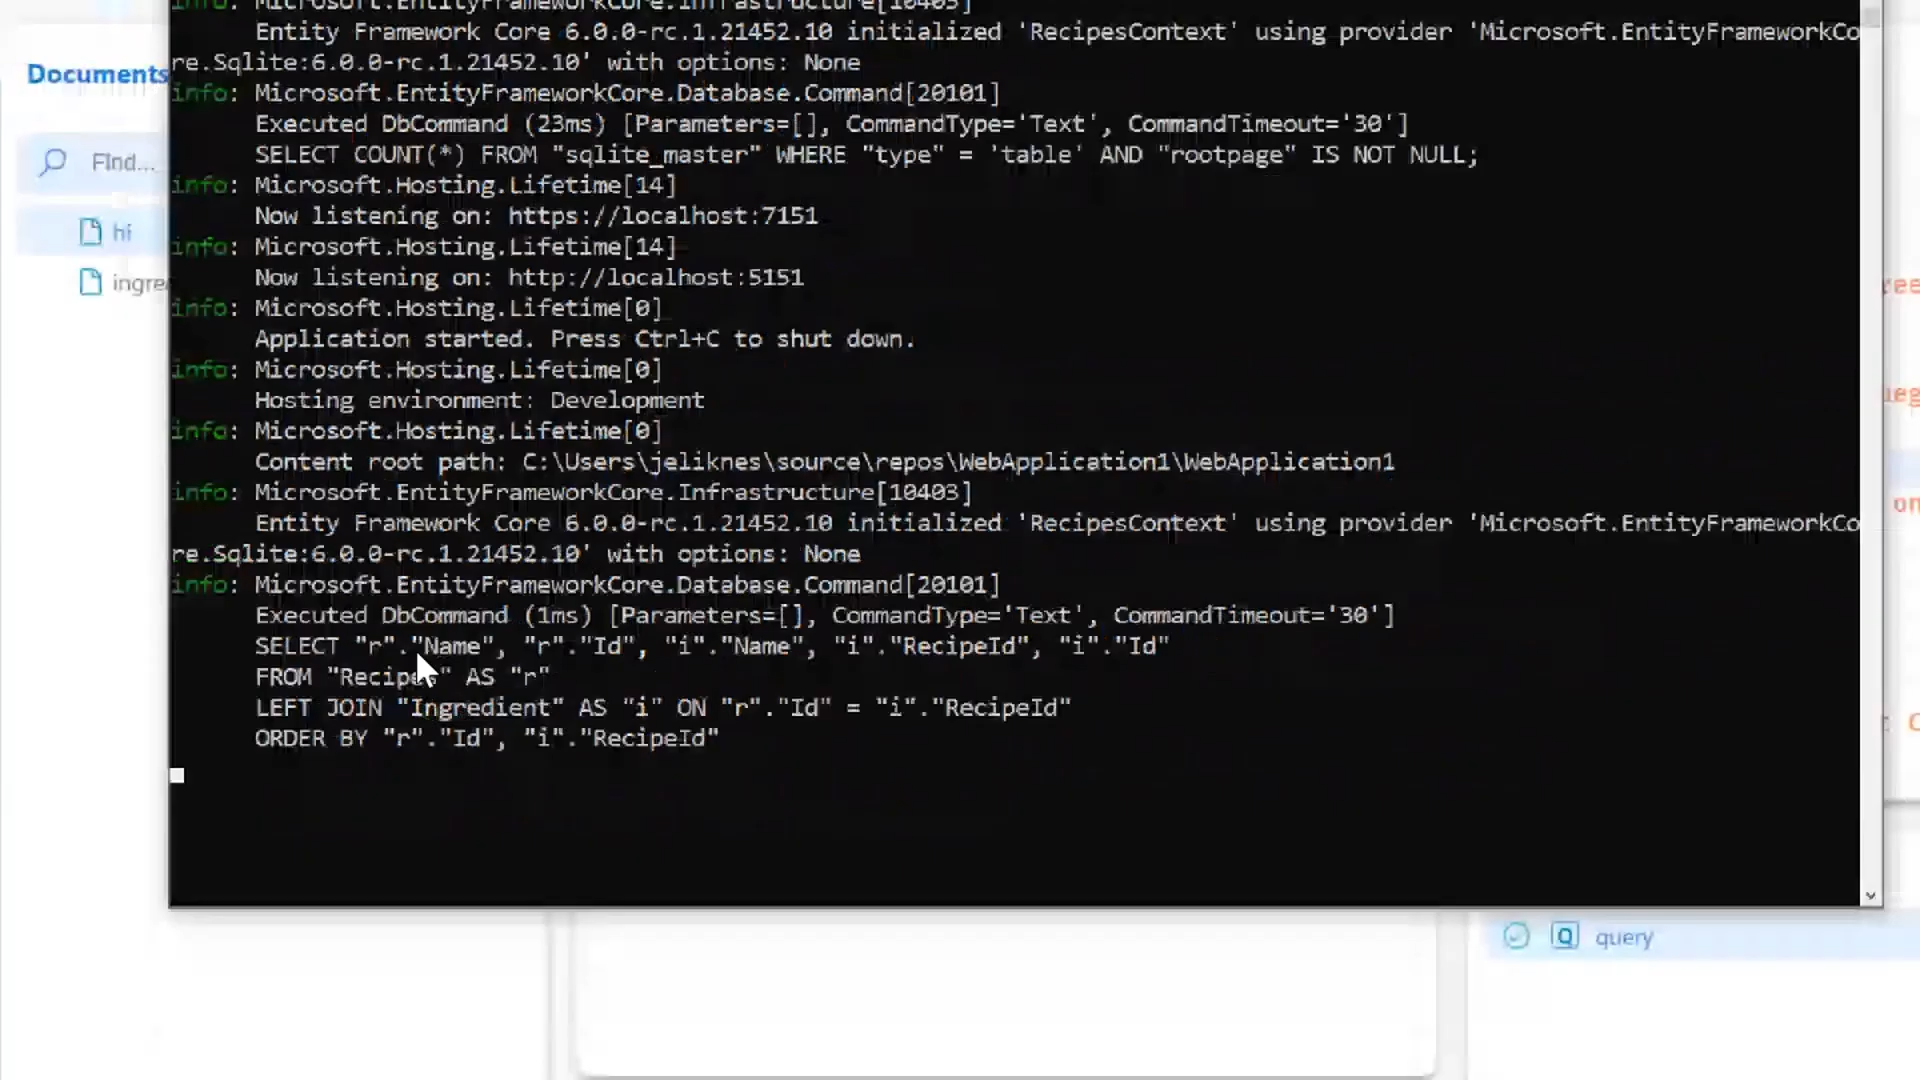 info: Microsoft.EntityFrameworkCore.Infrastructure[10403]
Entity Framework Core 6.0.0-rc.1.21452.10 initialized 'RecipesContext' using provider 'Microsoft.EntityFrameworkCo
re.Sqlite:6.0.0-rc.1.21452.10' with options: None
info: Microsoft.EntityFrameworkCore.Database.Command[20101]
Executed DbCommand (23ms) [Parameters=[], CommandType='Text', CommandTimeout='30']
SELECT COUNT(*) FROM "sqlite_master" WHERE "type" = 'table' AND "rootpage" IS NOT NULL;
info: Microsoft.Hosting.Lifetime[14]
Now listening on: https://localhost:7151
info: Microsoft.Hosting.Lifetime[14]
Now listening on: http://localhost:5151
info: Microsoft.Hosting.Lifetime[0]
Application started. Press Ctrl+C to shut down.
info: Microsoft.Hosting.Lifetime[0]
Hosting environment: Development
info: Microsoft.Hosting.Lifetime[0]
Content root path: C:\Users\jeliknes\source\repos\WebApplication1\WebApplication1
info: Microsoft.EntityFrameworkCore.Infrastructure[10403]
Entity Framework Core 6.0.0-rc.1.21452.10 initialized 'RecipesContext' using provider 'Microsoft.EntityFrameworkCo
re.Sqlite:6.0.0-rc.1.21452.10' with options: None
info: Microsoft.EntityFrameworkCore.Database.Command[20101]
Executed DbCommand (1ms) [Parameters=[], CommandType='Text', CommandTimeout='30']
SELECT "r"."Name", "r"."Id", "i"."Name", "i"."RecipeId", "i"."Id"
FROM "Recipes" AS "r"
LEFT JOIN "Ingredient" AS "i" ON "r"."Id" = "i"."RecipeId"
ORDER BY "r"."Id", "i"."RecipeId"
Documents
Find...
hi
ingre
query